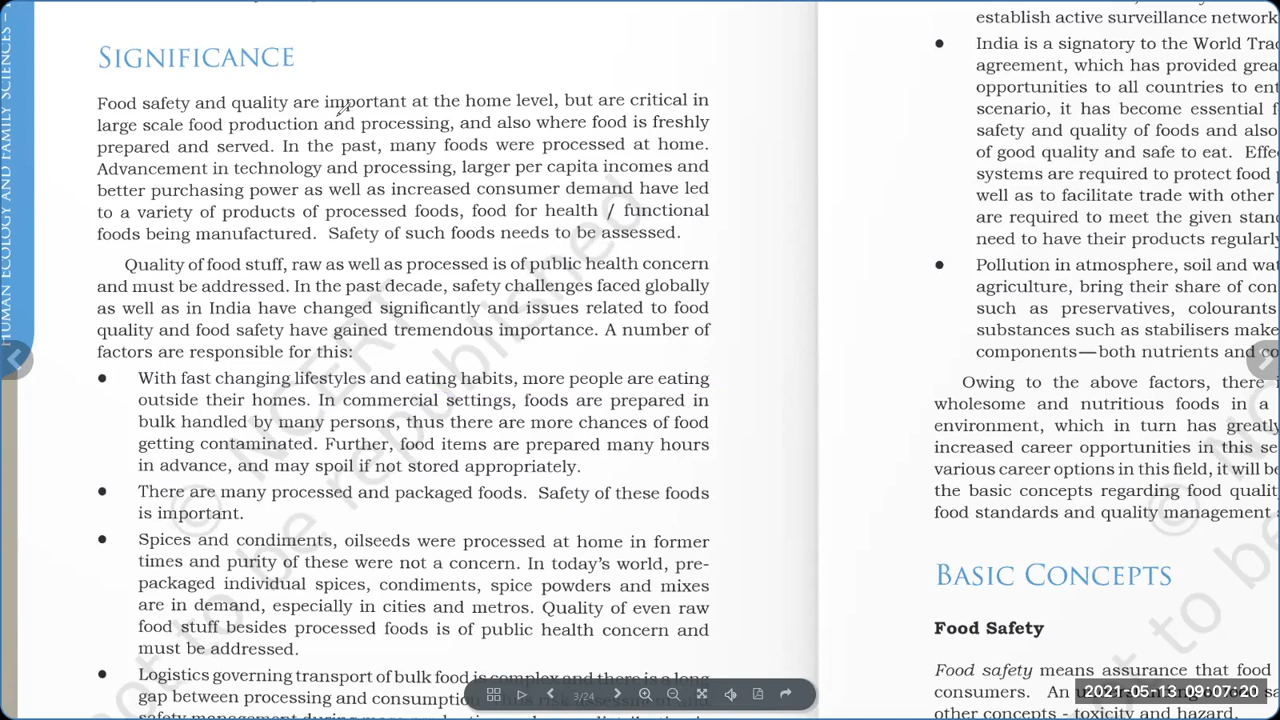 HUMAN ECOLOGY AND FAMILY SCIENCES –
SIGNIFICANCE
Food safety and quality are important at the home level, but are critical in
large scale food production and processing, and also where food is freshly
prepared and served. In the past, many foods were processed at home.
Advancement in technology and processing, larger per capita incomes and
better purchasing power as well as increased consumer demand have led
to a variety of products of processed foods, food for health / functional
foods being manufactured. Safety of such foods needs to be assessed.
Quality of food stuff, raw as well as processed is of public health concern
and must be addressed. In the past decade, safety challenges faced globally
as well as in India have changed significantly and issues related to food
quality and food safety have gained tremendous importance. A number of
factors are responsible for this:
● With fast changing lifestyles and eating habits, more people are eating
outside their homes. In commercial settings, foods are prepared in
bulk handled by many persons, thus there are more chances of food
getting contaminated. Further, food items are prepared many hours
in advance, and may spoil if not stored appropriately.
● There are many processed and packaged foods. Safety of these foods
is important.
● Spices and condiments, oilseeds were processed at home in former
times and purity of these were not a concern. In today's world, pre-
packaged individual spices, condiments, spice powders and mixes
are in demand, especially in cities and metros. Quality of even raw
food stuff besides processed foods is of public health concern and
must be addressed.
● Logistics governing transport of bulk food is complex and there is a long
gap between processing and consumption
establish active surveillance network
● India is a signatory to the World Tra
agreement, which has provided grea
opportunities to all countries to ent
scenario, it has become essential f
safety and quality of foods and also
of good quality and safe to eat. Effe
systems are required to protect food p
well as to facilitate trade with other
are required to meet the given stan
need to have their products regularly
● Pollution in atmosphere, soil and wat
agriculture, bring their share of con
such as preservatives, colourants
substances such as stabilisers make
components—both nutrients and co
Owing to the above factors, there i
wholesome and nutritious foods in a
environment, which in turn has greatly
increased career opportunities in this se
various career options in this field, it will be
the basic concepts regarding food qualit
food standards and quality management
BASIC CONCEPTS
Food Safety
Food safety means assurance that food
consumers. An
other concepts - toxicity and hazard.
© NCERT
not to be republished
3/24
2021-05-13 09:07:20